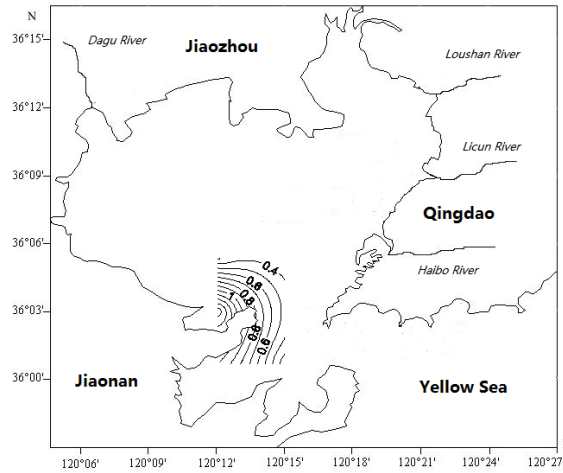 N
36°15'
Dagu River
Jiaozhou
Loushan River
36°12'
Licun River
36°09'
Qingdao
36°06'
Haibo River
0.4
0.6
0.8
1
36°03'
0.8
0.6
36°00'
Jiaonan
Yellow Sea
120°06'
120°09'
120°12'
120°15'
120°18'
120°21'
120°24'
120°27'